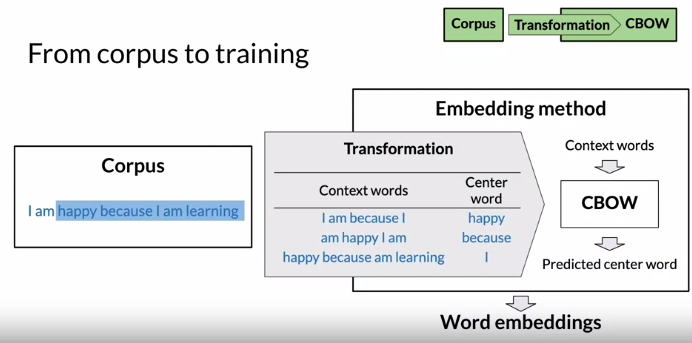 Corpus Transformation CBOW
From corpus to training
Embedding method
Corpus
I am happy because I am learning
Transformation
Context words Center word
I am because I happy
am happy I am because
happy because am learning I
Context words
CBOW
Predicted center word
Word embeddings